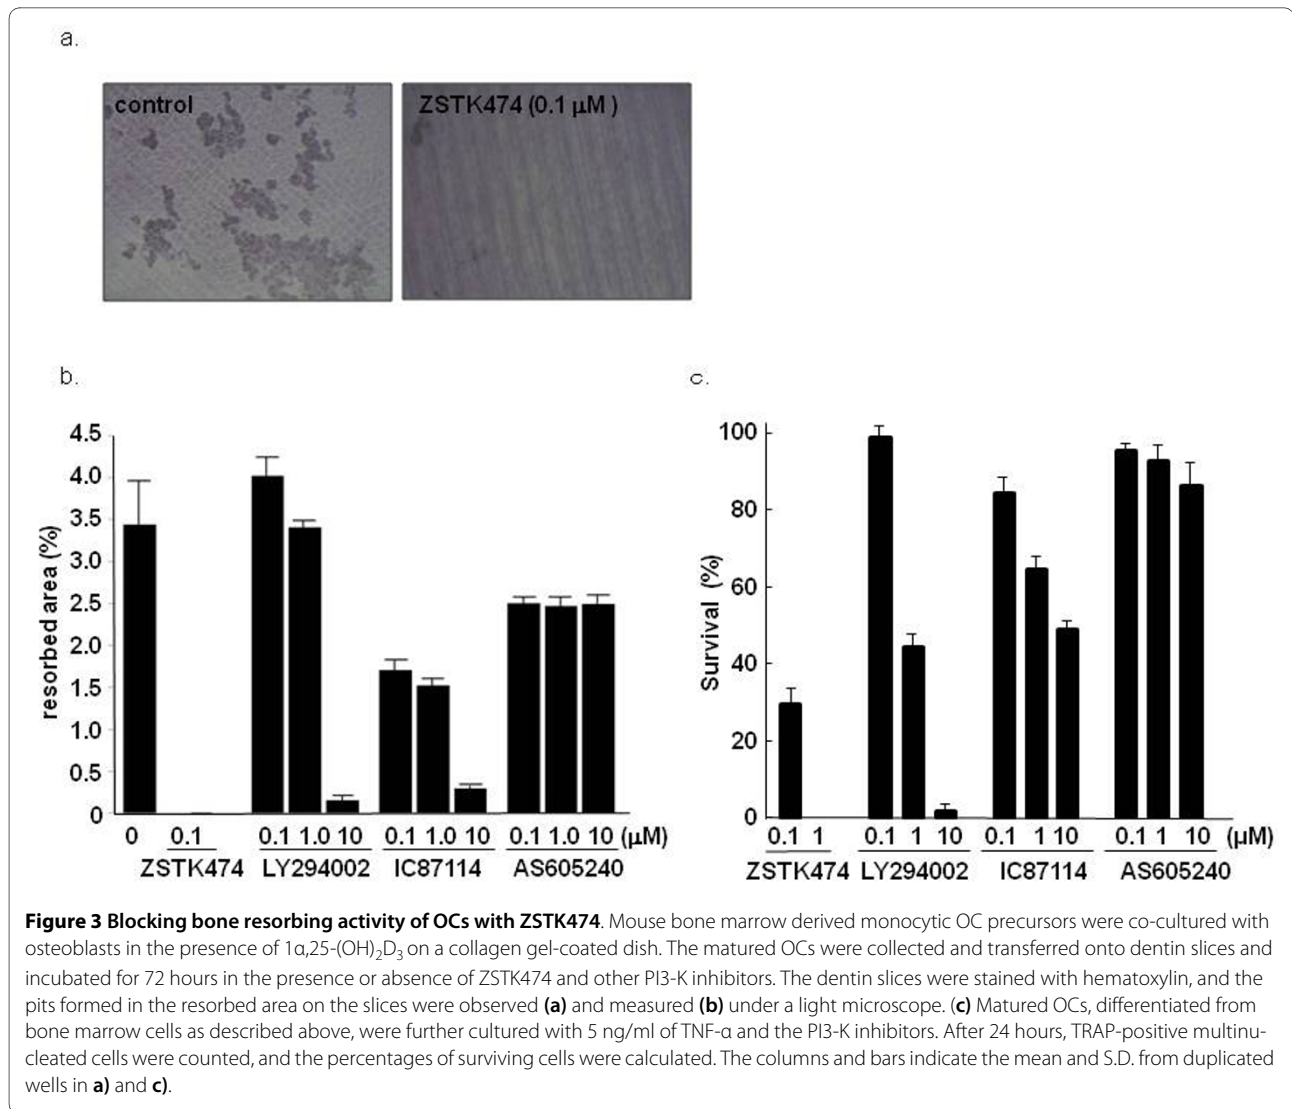 a.
control
ZSTK474 (0.1 µM )
b.
4.5
4.0
3.5
3.0
2.5
2.0
1.5
1.0
0.5
0
resorbed area (%)
0 0.1 0.1 1.0 10 0.1 1.0 10 0.1 1.0 10 (µM)
ZSTK474 LY294002 IC87114 AS605240
c.
100
80
60
40
20
0
Survival (%)
0.1 1 0.1 1 10 0.1 1 10 0.1 1 10 (µM)
ZSTK474 LY294002 IC87114 AS605240
Figure 3 Blocking bone resorbing activity of OCs with ZSTK474. Mouse bone marrow derived monocytic OC precursors were co-cultured with
osteoblasts in the presence of 1α,25-(OH)₂D₃ on a collagen gel-coated dish. The matured OCs were collected and transferred onto dentin slices and
incubated for 72 hours in the presence or absence of ZSTK474 and other PI3-K inhibitors. The dentin slices were stained with hematoxylin, and the
pits formed in the resorbed area on the slices were observed (a) and measured (b) under a light microscope. (c) Matured OCs, differentiated from
bone marrow cells as described above, were further cultured with 5 ng/ml of TNF-α and the PI3-K inhibitors. After 24 hours, TRAP-positive multinu-
cleated cells were counted, and the percentages of surviving cells were calculated. The columns and bars indicate the mean and S.D. from duplicated
wells in a) and c).